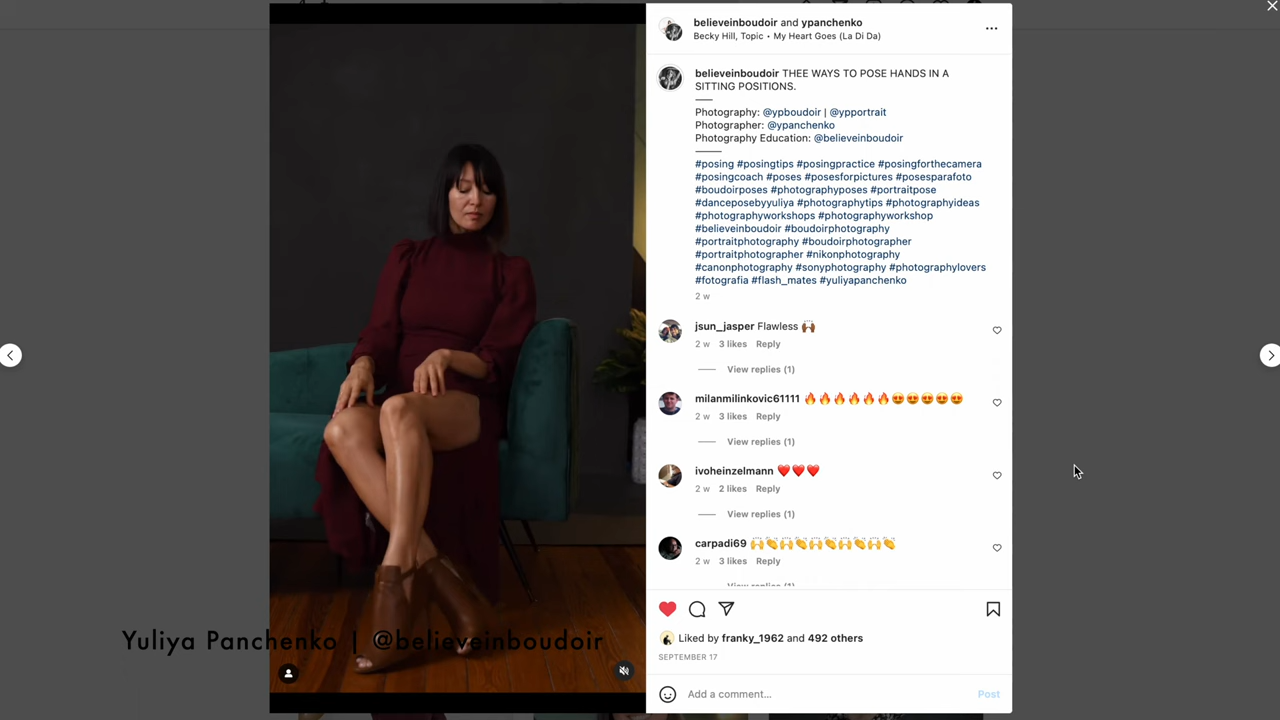 believeinboudoir and ypanchenko
Becky Hill, Topic • My Heart Goes (La Di Da)
believeinboudoir THEE WAYS TO POSE HANDS IN A
SITTING POSITIONS.
Photography: @ypboudoir | @ypportrait
Photographer: @ypanchenko
Photography Education: @believeinboudoir
#posing #posingtips #posingpractice #posingforthecamera
#posingcoach #poses #posesforpictures #posesparafoto
#boudoirposes #photographyposes #portraitpose
#danceposebyyuliya #photographytips #photographyideas
#photographyworkshops #photographyworkshop
#believeinboudoir #boudoirphotography
#portraitphotography #boudoirphotographer
#portraitphotographer #nikonphotography
#canonphotography #sonyphotography #photographylovers
#fotografia #flash_mates #yuliyapanchenko
2 w
jsun_jasper Flawless 🙌🏾
2 w 3 likes Reply
View replies (1)
milanmilinkovic61111 🔥🔥🔥🔥🔥🔥😍😍😍😍😍
2 w 3 likes Reply
View replies (1)
ivoheinzelmann ❤️❤️❤️
2 w 2 likes Reply
View replies (1)
carpadi69 🙌👏🙌👏🙌👏🙌👏🙌👏
2 w 3 likes Reply
View replies (1)
Liked by franky_1962 and 492 others
SEPTEMBER 17
Add a comment... Post
Yuliya Panchenko | @believeinboudoir